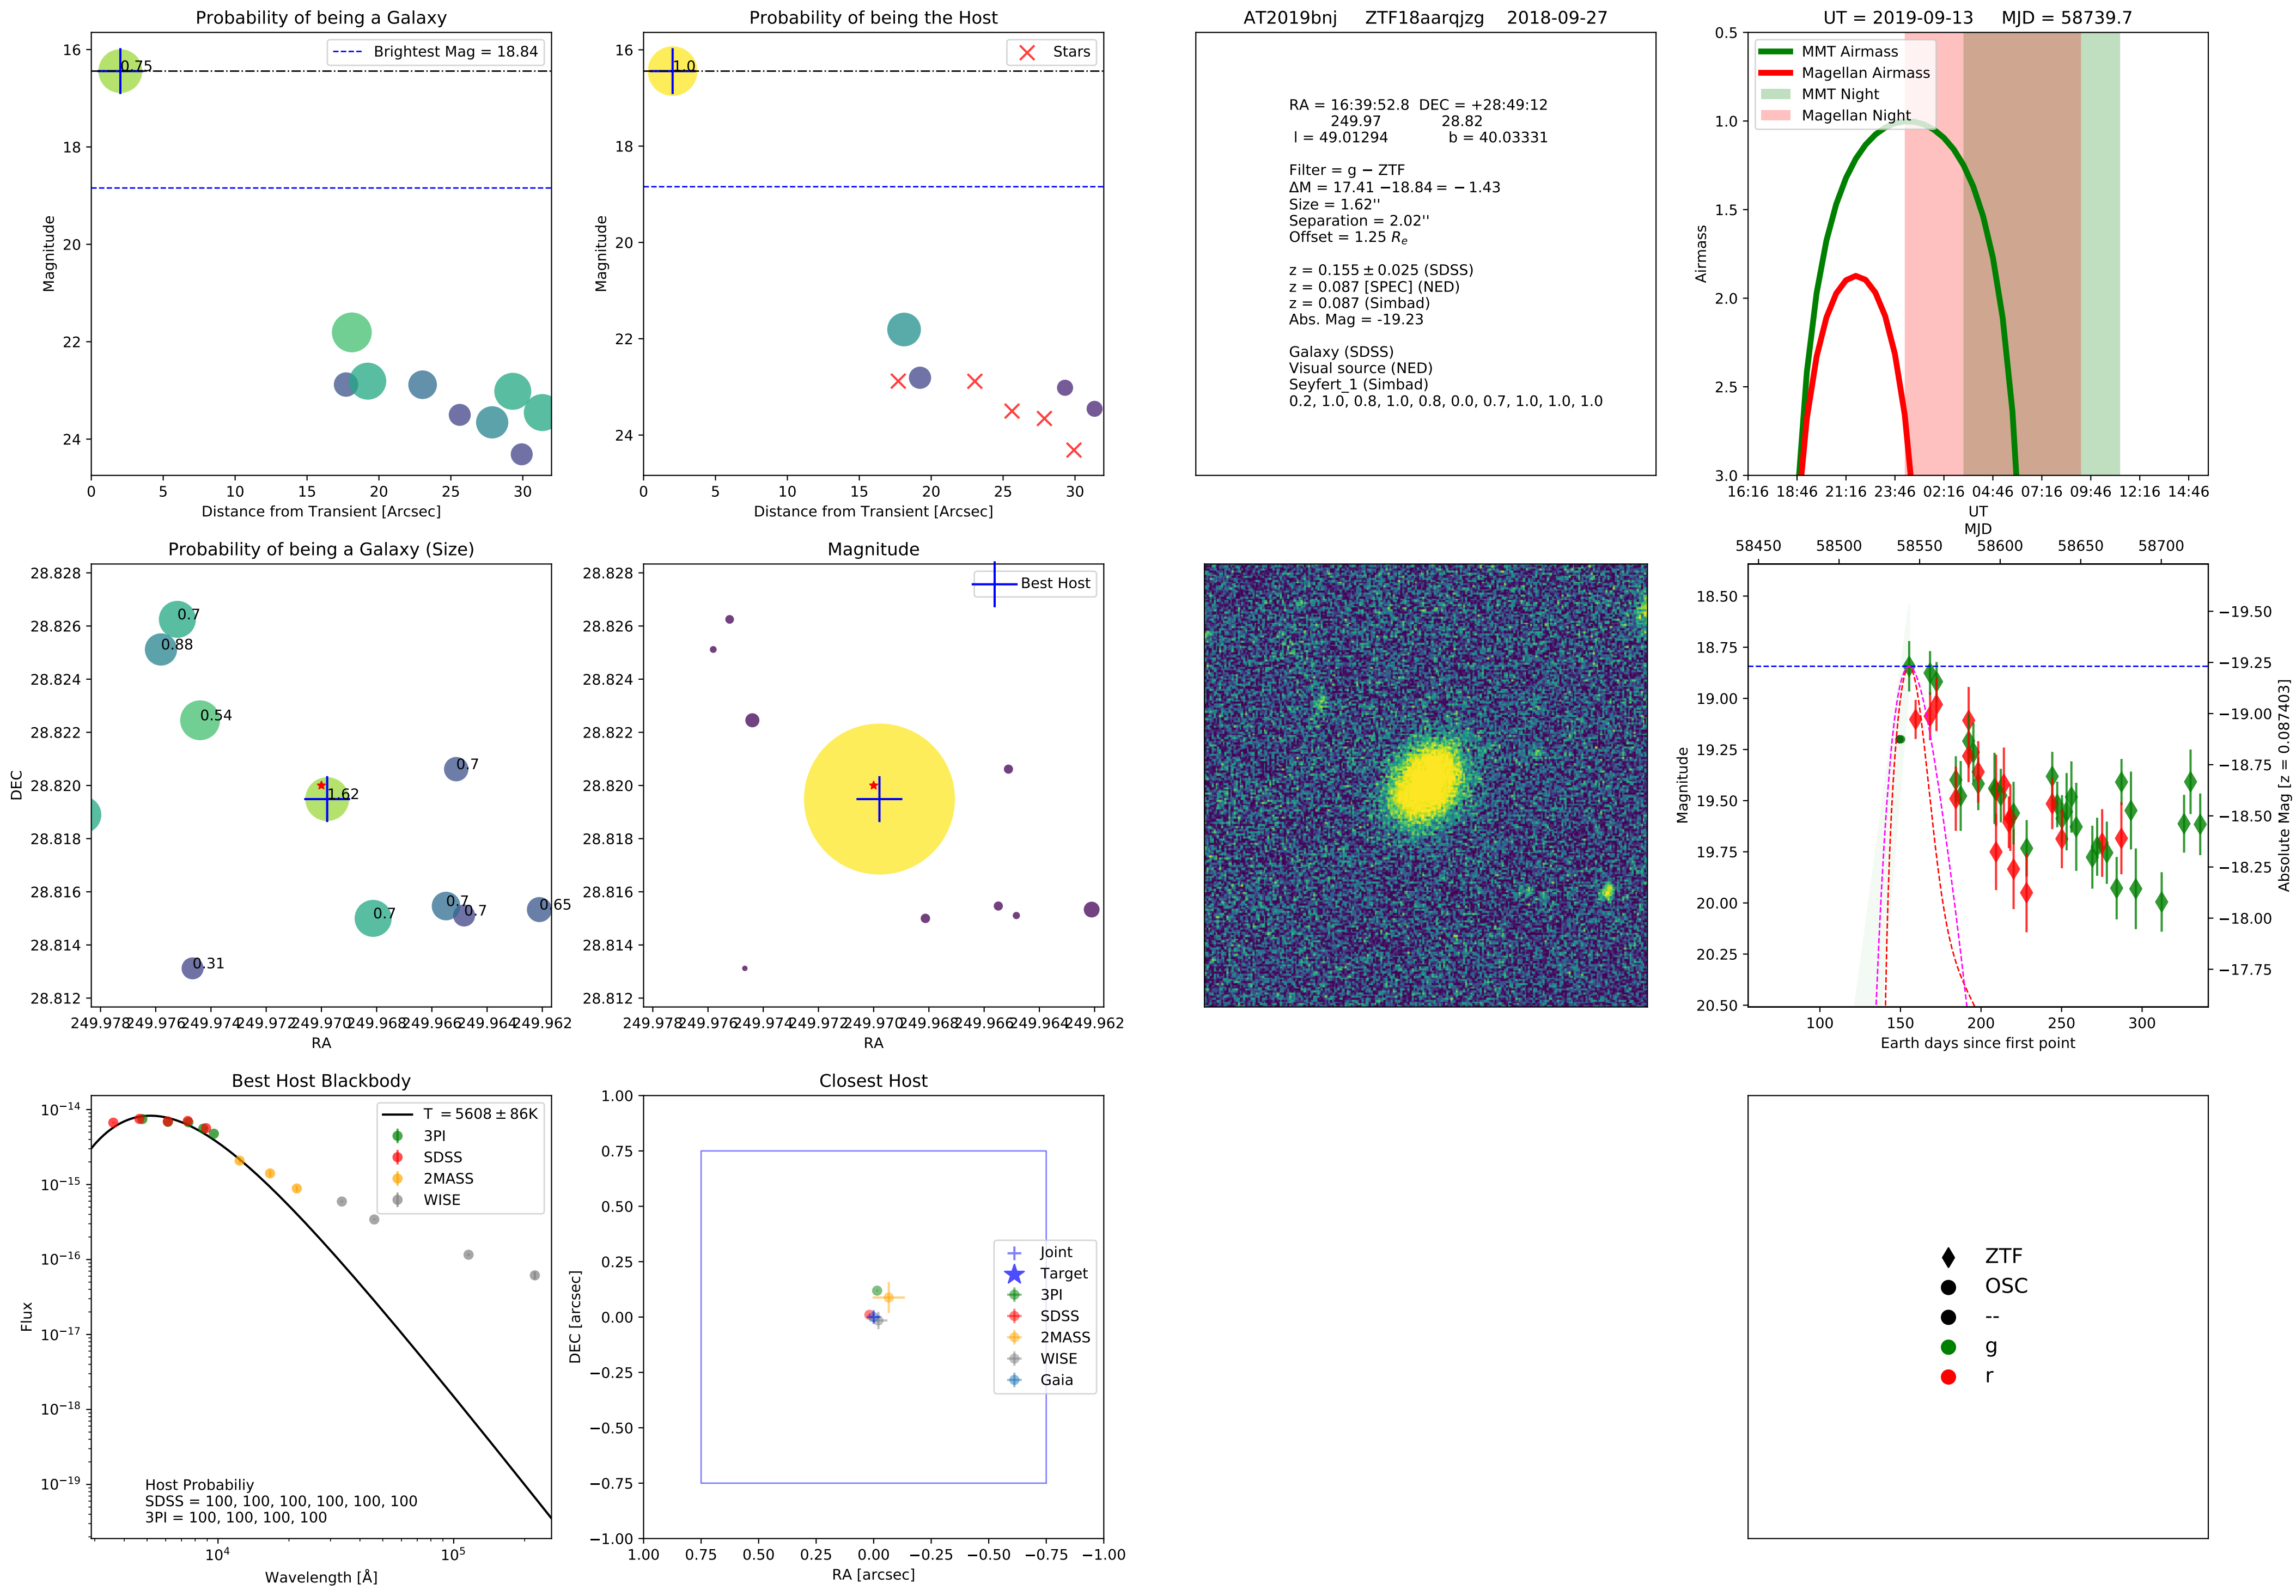 Probability of being a Galaxy
Brightest Mag = 18.84
0.75
16
18
20
22
24
Magnitude
0 5 10 15 20 25 30
Distance from Transient [Arcsec]
Probability of being the Host
Stars
1.0
16
18
20
22
24
Magnitude
0 5 10 15 20 25 30
Distance from Transient [Arcsec]
AT2019bnj ZTF18aarqjzg 2018-09-27
RA = 16:39:52.8 DEC = +28:49:12
249.97 28.82
l = 49.01294 b = 40.03331
Filter = g − ZTF
ΔM = 17.41 −18.84 = −1.43
Size = 1.62''
Separation = 2.02''
Offset = 1.25 Re
z = 0.155 ± 0.025 (SDSS)
z = 0.087 [SPEC] (NED)
z = 0.087 (Simbad)
Abs. Mag = -19.23
Galaxy (SDSS)
Visual source (NED)
Seyfert_1 (Simbad)
0.2, 1.0, 0.8, 1.0, 0.8, 0.0, 0.7, 1.0, 1.0, 1.0
UT = 2019-09-13 MJD = 58739.7
MMT Airmass
Magellan Airmass
MMT Night
Magellan Night
0.5
1.0
1.5
2.0
2.5
3.0
Airmass
16:16 18:46 21:16 23:46 02:16 04:46 07:16 09:46 12:16 14:46
UT
Probability of being a Galaxy (Size)
28.828
28.826
28.824
28.822
28.820
28.818
28.816
28.814
28.812
DEC
0.7
0.88
0.54
0.7
1.62
0.7
0.7
0.7
0.65
0.31
249.978 249.976 249.974 249.972 249.970 249.968 249.966 249.964 249.962
RA
Magnitude
Best Host
28.828
28.826
28.824
28.822
28.820
28.818
28.816
28.814
28.812
249.978 249.976 249.974 249.972 249.970 249.968 249.966 249.964 249.962
RA
MJD
58450 58500 58550 58600 58650 58700
18.50
18.75
19.00
19.25
19.50
19.75
20.00
20.25
20.50
Magnitude
−19.50
−19.25
−19.00
−18.75
−18.50
−18.25
−18.00
−17.75
Absolute Mag [z = 0.087403]
100 150 200 250 300
Earth days since first point
Best Host Blackbody
T = 5608 ± 86K
3PI
SDSS
2MASS
WISE
10−14
10−15
10−16
10−17
10−18
10−19
Flux
Host Probabiliy
SDSS = 100, 100, 100, 100, 100, 100
3PI = 100, 100, 100, 100
104 105
Wavelength [Å]
Closest Host
1.00
0.75
0.50
0.25
0.00
−0.25
−0.50
−0.75
−1.00
DEC [arcsec]
Joint
Target
3PI
SDSS
2MASS
WISE
Gaia
1.00 0.75 0.50 0.25 0.00 −0.25 −0.50 −0.75 −1.00
RA [arcsec]
ZTF
OSC
--
g
r